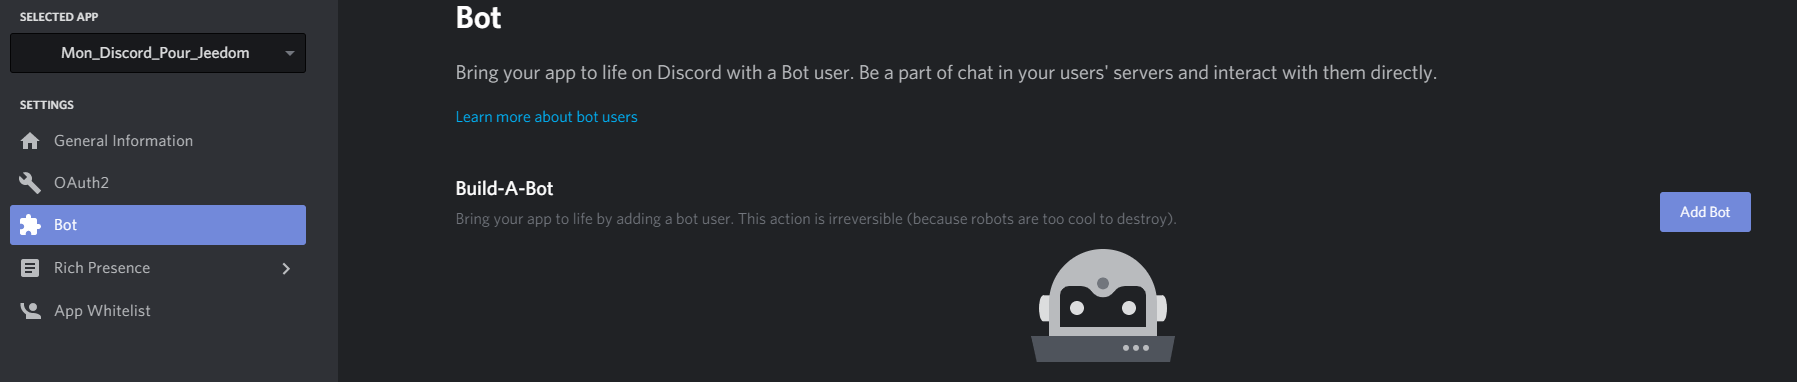 SELECTED APP
Mon_Discord_Pour_Jeedom
SETTINGS
General Information
OAuth2
Bot
Rich Presence
App Whitelist
Bot
Bring your app to life on Discord with a Bot user. Be a part of chat in your users' servers and interact with them directly.
Learn more about bot users
Build-A-Bot
Bring your app to life by adding a bot user. This action is irreversible (because robots are too cool to destroy).
Add Bot